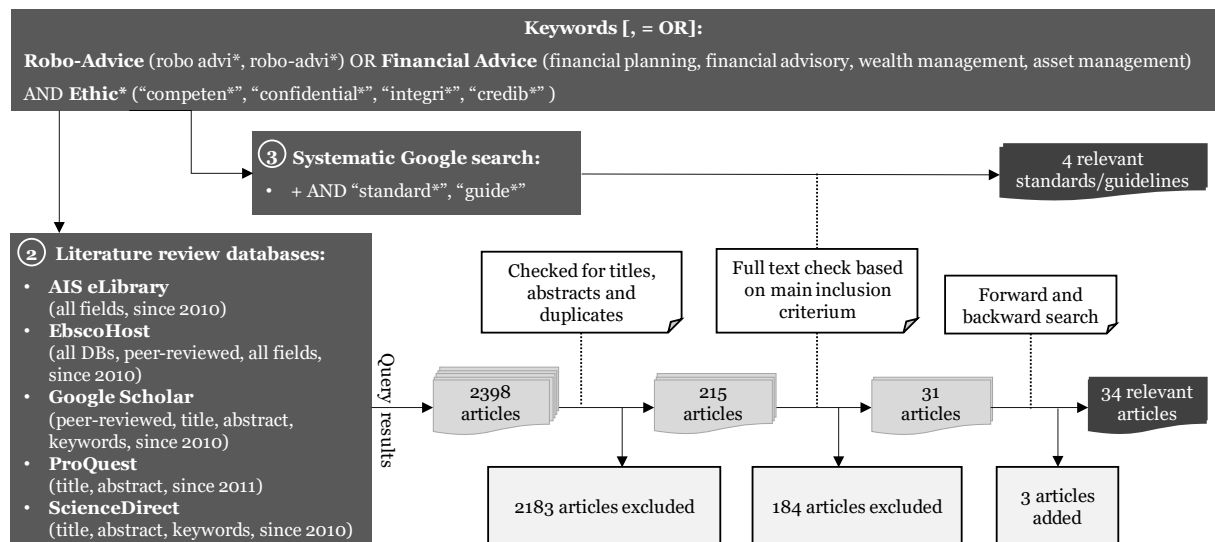 Keywords [, = OR]:
Robo-Advice (robo advi*, robo-advi*) OR Financial Advice (financial planning, financial advisory, wealth management, asset management)
AND Ethic* (“competen*”, “confidential*”, “integri*”, “credib*” )
3 Systematic Google search:
• + AND “standard*”, “guide*”
4 relevant
standards/guidelines
2 Literature review databases:
• AIS eLibrary
(all fields, since 2010)
• EbscoHost
(all DBs, peer-reviewed, all fields,
since 2010)
• Google Scholar
(peer-reviewed, title, abstract,
keywords, since 2010)
• ProQuest
(title, abstract, since 2011)
• ScienceDirect
(title, abstract, keywords, since 2010)
Query results
Checked for titles,
abstracts and
duplicates
Full text check based
on main inclusion
criterium
Forward and
backward search
2398
articles
215
articles
31
articles
34 relevant
articles
2183 articles excluded
184 articles excluded
3 articles
added